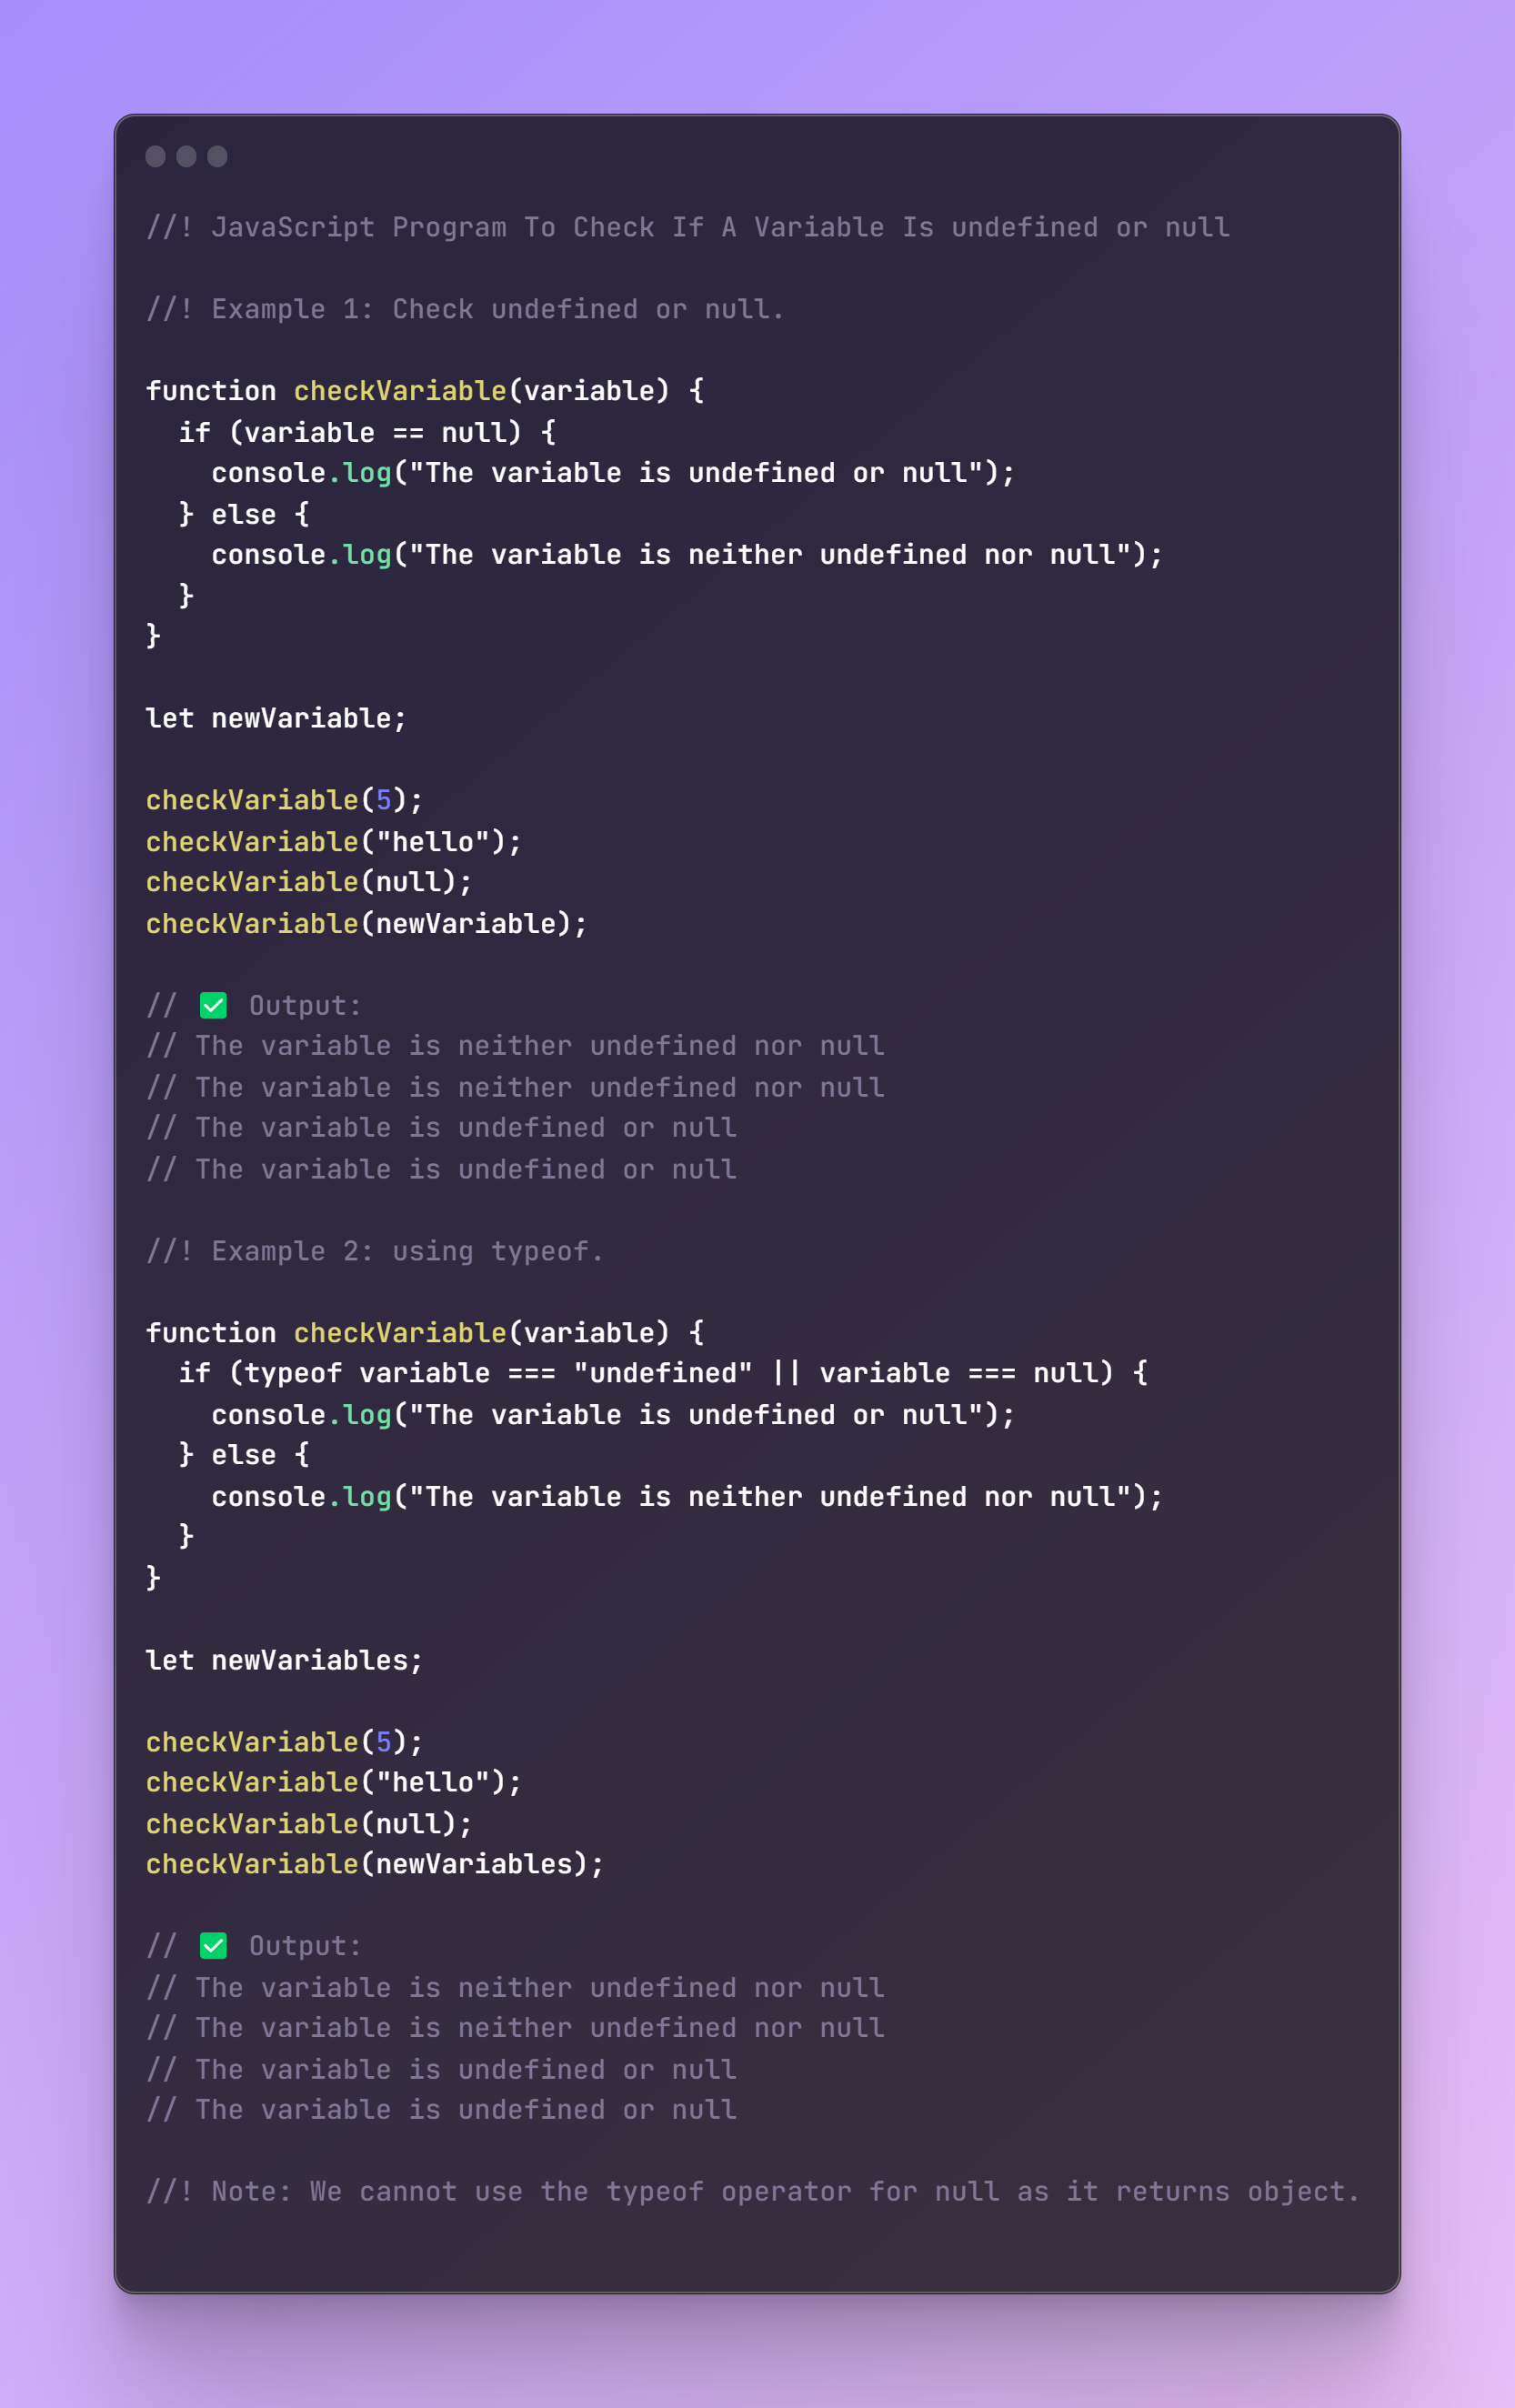 //! JavaScript Program To Check If A Variable Is undefined or null

//! Example 1: Check undefined or null.

function checkVariable(variable) {
  if (variable == null) {
    console.log("The variable is undefined or null");
  } else {
    console.log("The variable is neither undefined nor null");
  }
}

let newVariable;

checkVariable(5);
checkVariable("hello");
checkVariable(null);
checkVariable(newVariable);

// ✅ Output:
// The variable is neither undefined nor null
// The variable is neither undefined nor null
// The variable is undefined or null
// The variable is undefined or null

//! Example 2: using typeof.

function checkVariable(variable) {
  if (typeof variable === "undefined" || variable === null) {
    console.log("The variable is undefined or null");
  } else {
    console.log("The variable is neither undefined nor null");
  }
}

let newVariables;

checkVariable(5);
checkVariable("hello");
checkVariable(null);
checkVariable(newVariables);

// ✅ Output:
// The variable is neither undefined nor null
// The variable is neither undefined nor null
// The variable is undefined or null
// The variable is undefined or null

//! Note: We cannot use the typeof operator for null as it returns object.